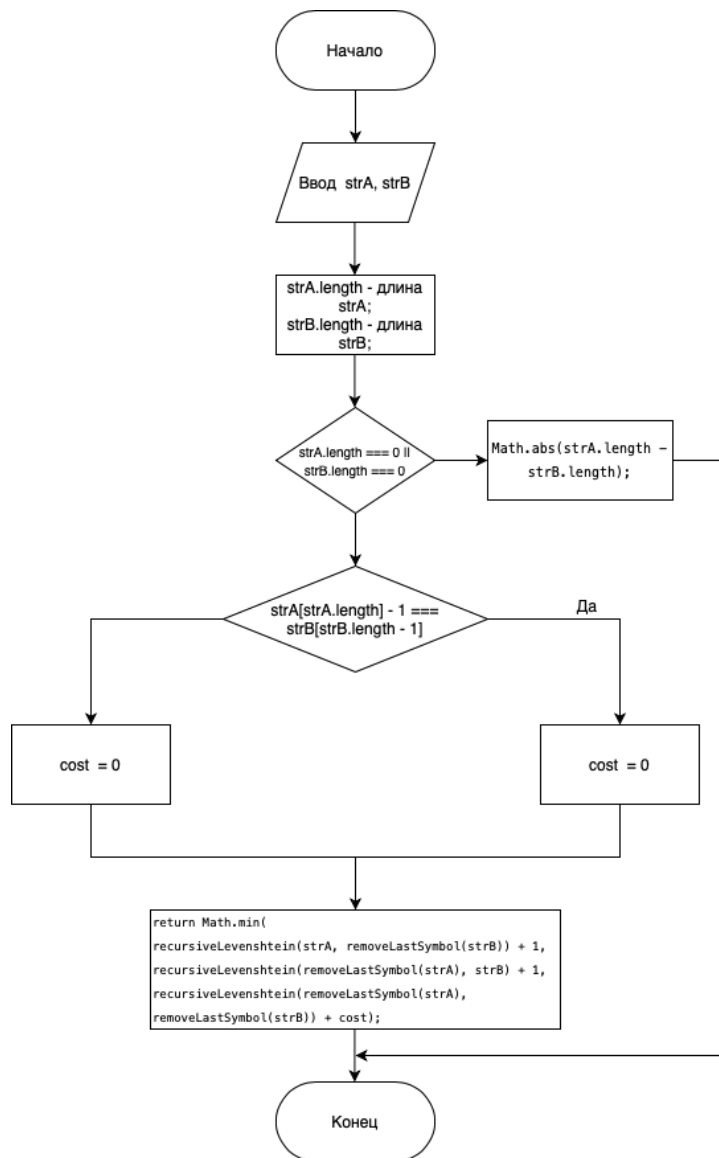 Начало
Ввод strA, strB
strA.length - длина
strA;
strB.length - длина
strB;
strA.length === 0 ||
strB.length === 0
Math.abs(strA.length –
strB.length);
strA[strA.length] - 1 ===
strB[strB.length - 1]
Да
cost = 0
cost = 0
return Math.min(
recursiveLevenshtein(strA, removeLastSymbol(strB)) + 1,
recursiveLevenshtein(removeLastSymbol(strA), strB) + 1,
recursiveLevenshtein(removeLastSymbol(strA),
removeLastSymbol(strB)) + cost);
Конец